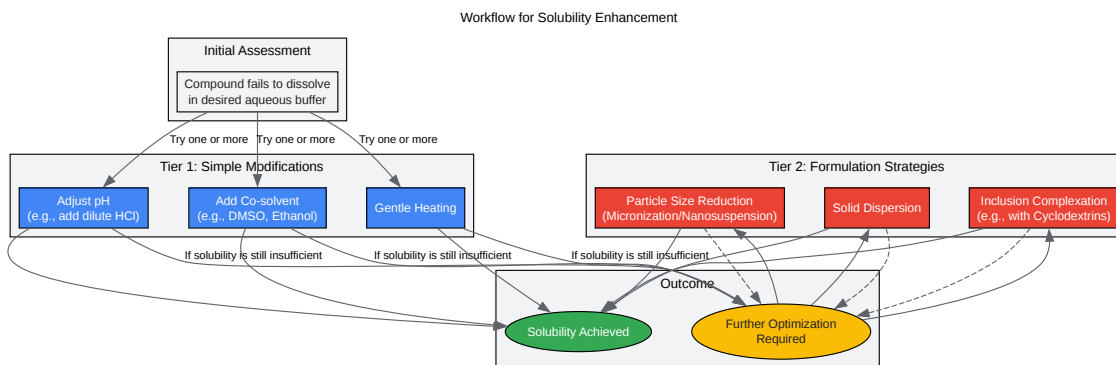 Workflow for Solubility Enhancement
Initial Assessment
Compound fails to dissolve
in desired aqueous buffer
Try one or more
Try one or more
Try one or more
Tier 1: Simple Modifications
Adjust pH
(e.g., add dilute HCl)
Add Co-solvent
(e.g., DMSO, Ethanol)
Gentle Heating
Tier 2: Formulation Strategies
Particle Size Reduction
(Micronization/Nanosuspension)
Solid Dispersion
Inclusion Complexation
(e.g., with Cyclodextrins)
If solubility is still insufficient
If solubility is still insufficient
If solubility is still insufficient
Outcome
Solubility Achieved
Further Optimization
Required